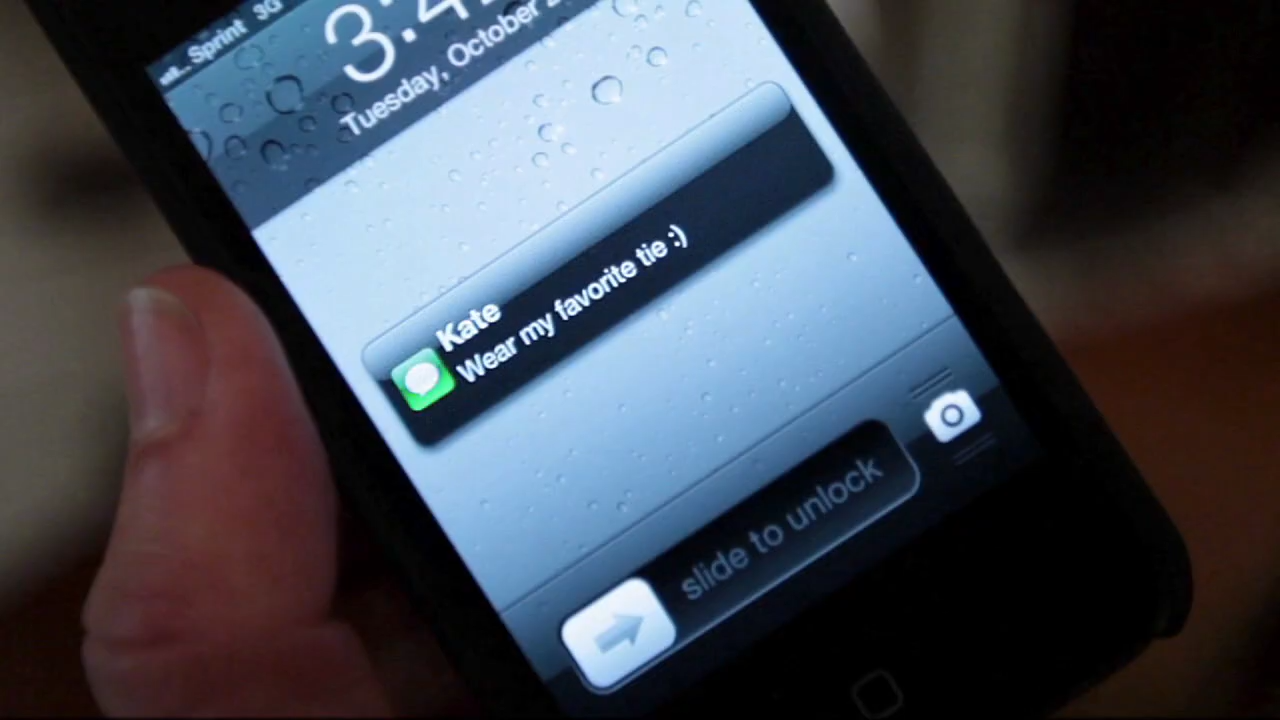 Sprint 3G
Tuesday, October
Kate
Wear my favorite tie :)
slide to unlock